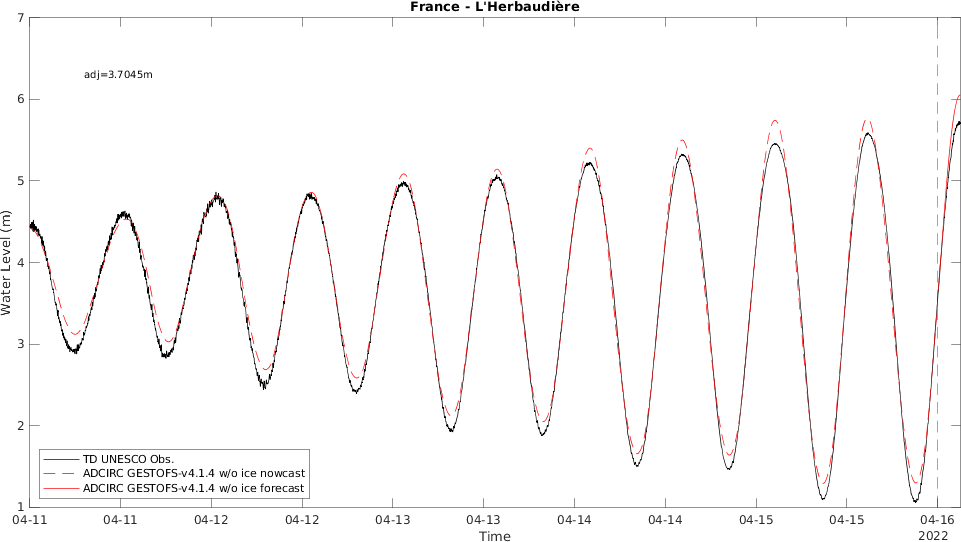 France - L'Herbaudière
7
adj=3.7045m
6
5
4
Water Level (m)
3
2
TD UNESCO Obs.
ADCIRC GESTOFS-v4.1.4 w/o ice nowcast
ADCIRC GESTOFS-v4.1.4 w/o ice forecast
1
04-11 04-11 04-12 04-12 04-13 04-13 04-14 04-14 04-15 04-15 04-16
Time 2022